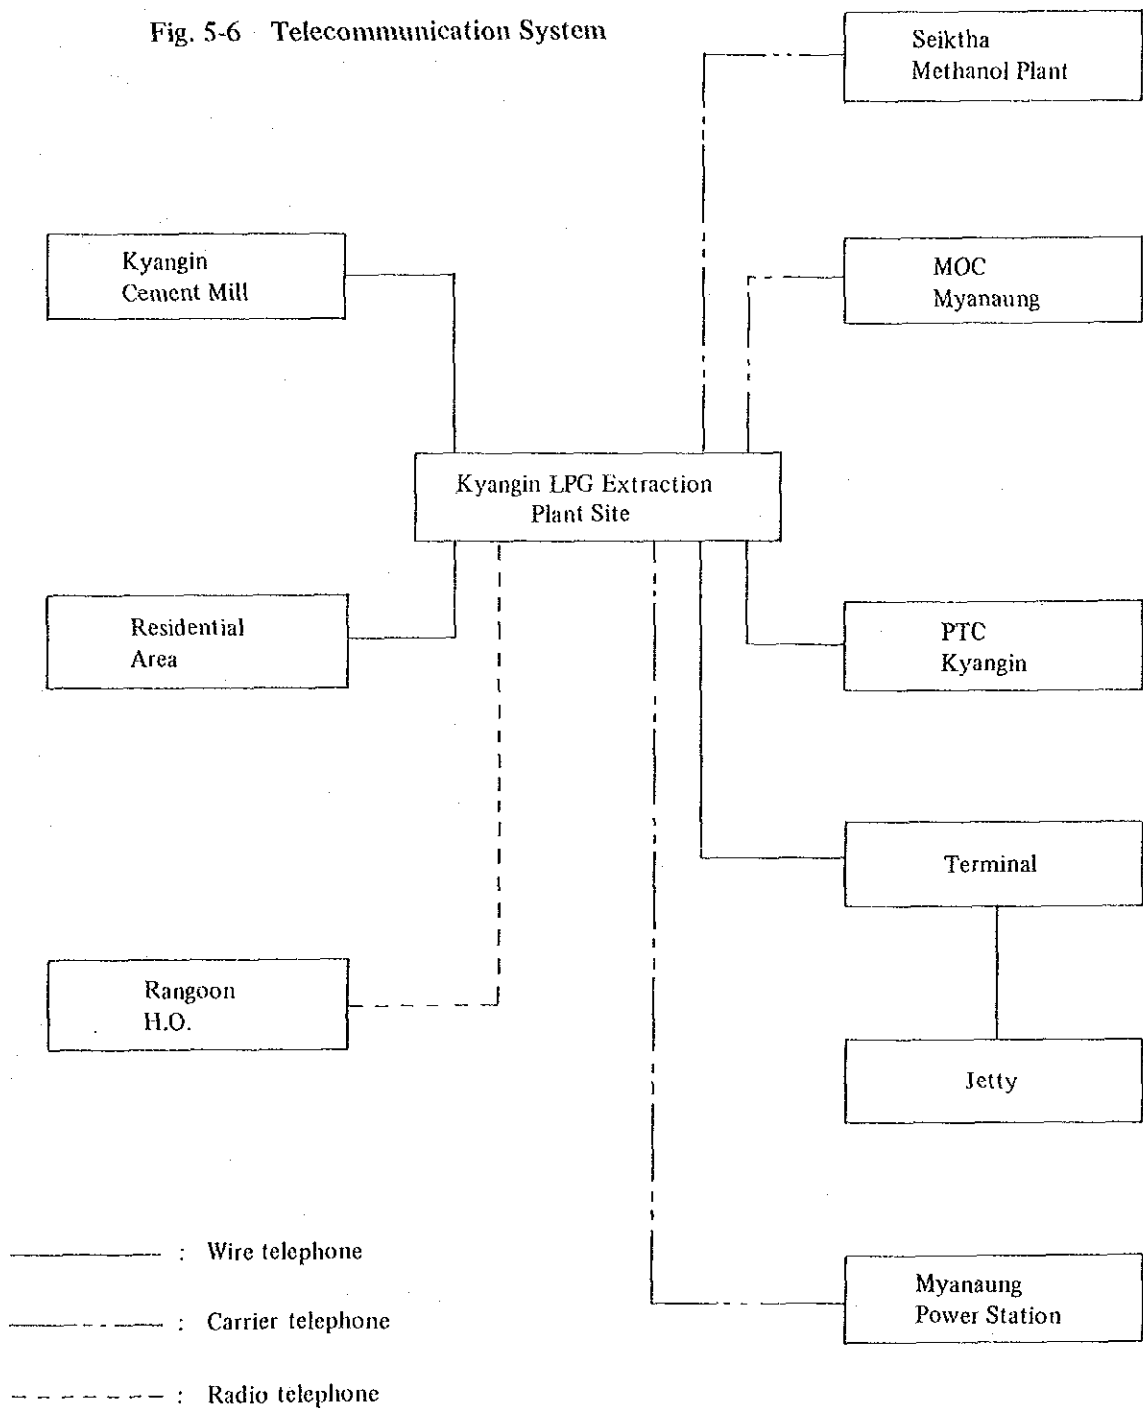 Fig. 5-6 Telecommunication System
Seiktha
Methanol Plant
Kyangin
Cement Mill
MOC
Myanaung
Kyangin LPG Extraction
Plant Site
Residential
Area
PTC
Kyangin
Terminal
Rangoon
H.O.
Jetty
Myanaung
Power Station
: Wire telephone
: Carrier telephone
: Radio telephone